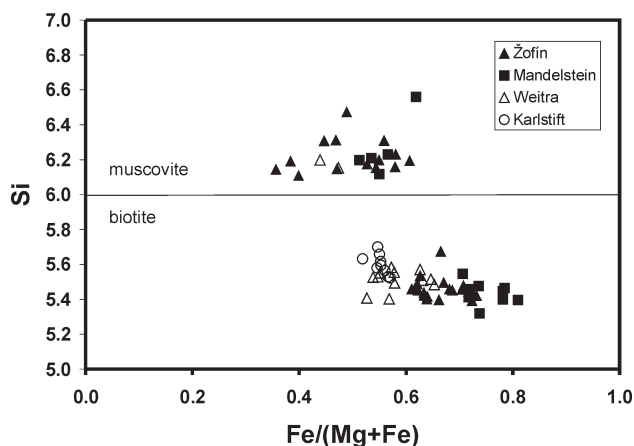 7.0
6.8
6.6
6.4
6.2
6.0
5.8
5.6
5.4
5.2
5.0
Si
muscovite
biotite
Žofín
Mandelstein
Weitra
Karlstift
0.0 0.2 0.4 0.6 0.8 1.0
Fe/(Mg+Fe)